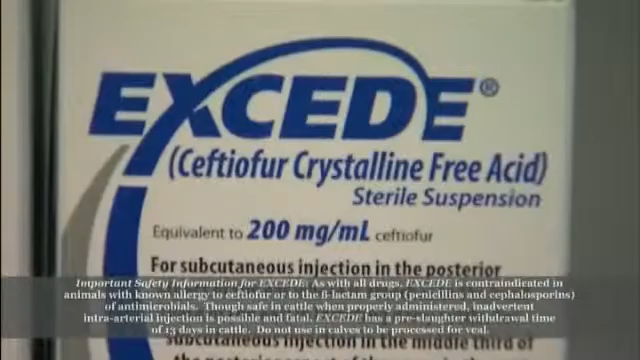 EXCEDE®
(Ceftiofur Crystalline Free Acid)
Sterile Suspension
Equivalent to 200 mg/mL ceftiofur
For subcutaneous injection in the posterior
Important Safety Information for EXCEDE: As with all drugs, EXCEDE is contraindicated in
animals with known allergy to ceftiofur or to the ß-lactam group (penicillins and cephalosporins)
of antimicrobials. Though safe in cattle when properly administered, inadvertent
intra-arterial injection is possible and fatal. EXCEDE has a pre-slaughter withdrawal time
of 13 days in cattle. Do not use in calves to be processed for veal.
subcutaneous injection in the middle third of